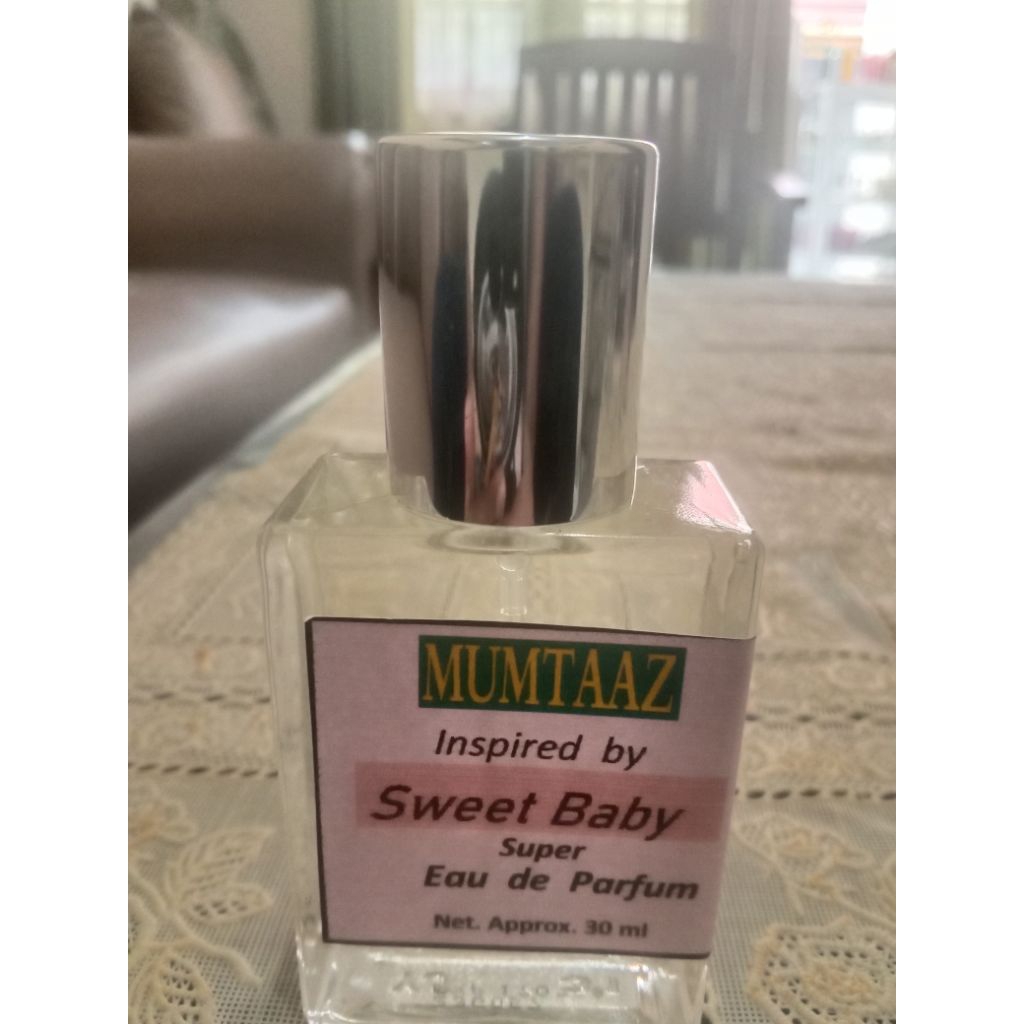 MUMTAAZ
Inspired by
Sweet Baby
Super
Eau de Parfum
Net. Approx. 30 ml